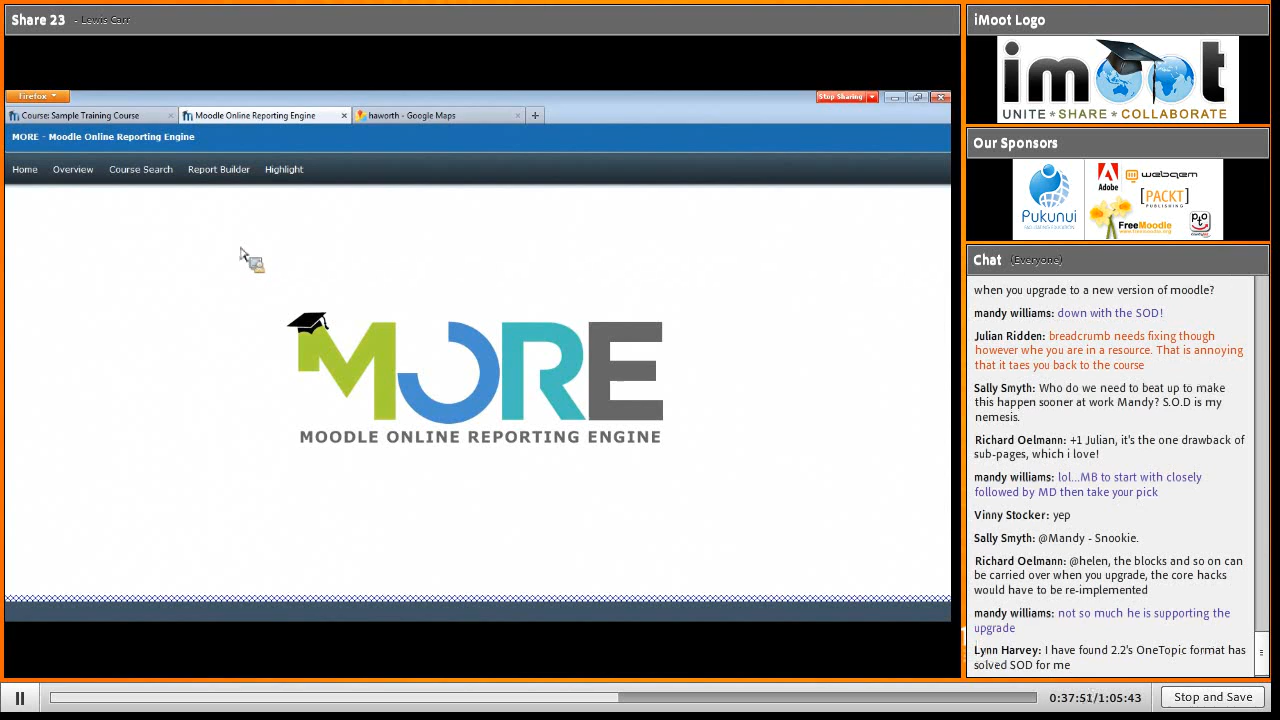 Share 23 - Lewis Carr
Firefox
Stop Sharing
Course: Sample Training Course
Moodle Online Reporting Engine
haworth - Google Maps
MORE - Moodle Online Reporting Engine
Home Overview Course Search Report Builder Highlight
MORE
MOODLE ONLINE REPORTING ENGINE
iMoot Logo
imoot
UNITE * SHARE * COLLABORATE
Our Sponsors
Pukunui
Adobe
webgem
[PACKT]
PUBLISHING
FreeMoodle
www.freemoodle.org
Chat (Everyone)
when you upgrade to a new version of moodle?
mandy williams: down with the SOD!
Julian Ridden: breadcrumb needs fixing though
however whe you are in a resource. That is annoying
that it taes you back to the course
Sally Smyth: Who do we need to beat up to make
this happen sooner at work Mandy? S.O.D is my
nemesis.
Richard Oelmann: +1 Julian, it's the one drawback of
sub-pages, which i love!
mandy williams: lol...MB to start with closely
followed by MD then take your pick
Vinny Stocker: yep
Sally Smyth: @Mandy - Snookie.
Richard Oelmann: @helen, the blocks and so on can
be carried over when you upgrade, the core hacks
would have to be re-implemented
mandy williams: not so much he is supporting the
upgrade
Lynn Harvey: I have found 2.2's OneTopic format has
solved SOD for me
0:37:51/1:05:43
Stop and Save